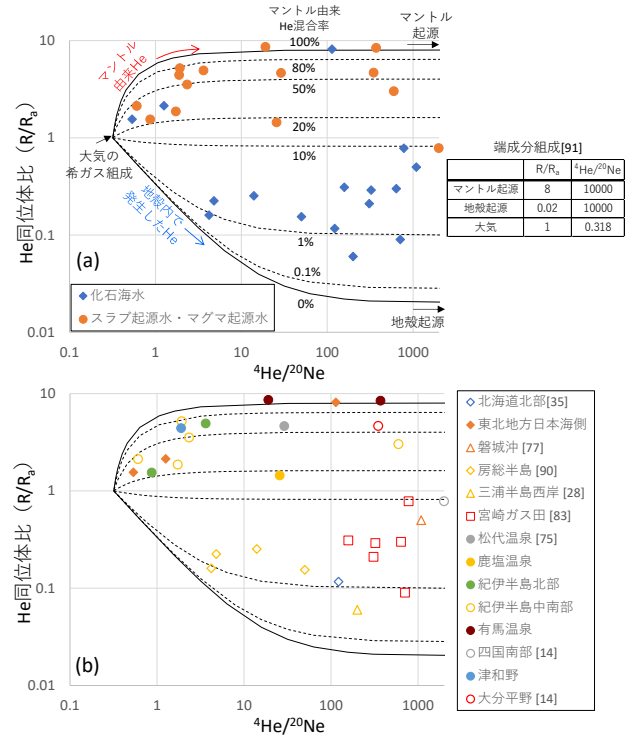 マントル由来
He混合率
マントル
起源
10
100%
80%
50%
20%
10%
1%
0.1%
0%
マントル
由来He
大気の
希ガス組成
地殻内で
発生したHe
地殻起源
1
0.1
0.01
He同位体比（R/Ra）
(a)
化石海水
スラブ起源水・マグマ起源水
0.1
1
10
100
1000
4He/20Ne
端成分組成[91]
R/Ra 4He/20Ne
マントル起源 8 10000
地殻起源 0.02 10000
大気 1 0.318
10
1
0.1
0.01
He同位体比（R/Ra）
(b)
0.1
1
10
100
1000
4He/20Ne
北海道北部[35]
東北地方日本海側
磐城沖 [77]
房総半島 [90]
三浦半島西岸 [28]
宮崎ガス田 [83]
松代温泉 [75]
鹿塩温泉
紀伊半島北部
紀伊半島中南部
有馬温泉
四国南部 [14]
津和野
大分平野 [14]